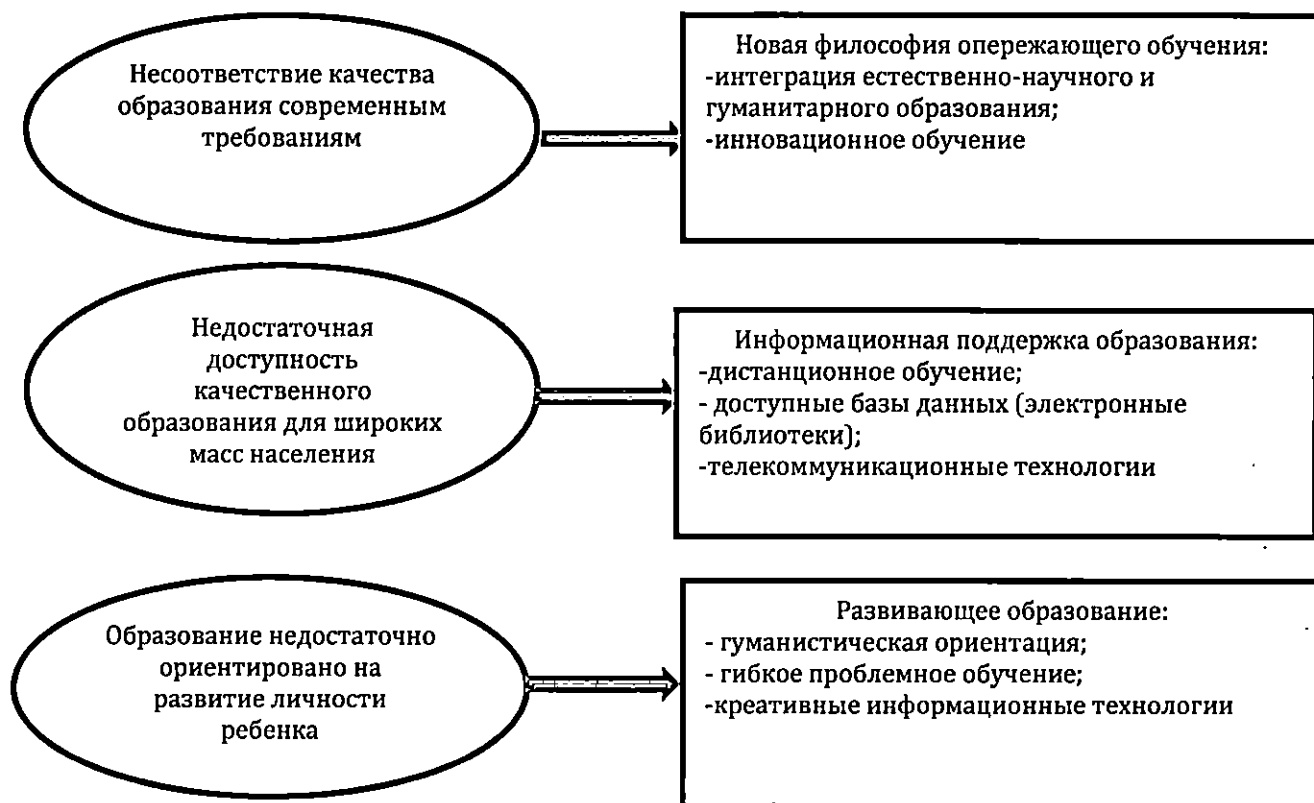 Несоответствие качества
образования современным
требованиям
Новая философия опережающего обучения:
-интеграция естественно-научного и
гуманитарного образования;
-инновационное обучение
Недостаточная
доступность
качественного
образования для широких
масс населения
Информационная поддержка образования:
-дистанционное обучение;
- доступные базы данных (электронные
библиотеки);
-телекоммуникационные технологии
Образование недостаточно
ориентировано на
развитие личности
ребенка
Развивающее образование:
- гуманистическая ориентация;
- гибкое проблемное обучение;
-креативные информационные технологии